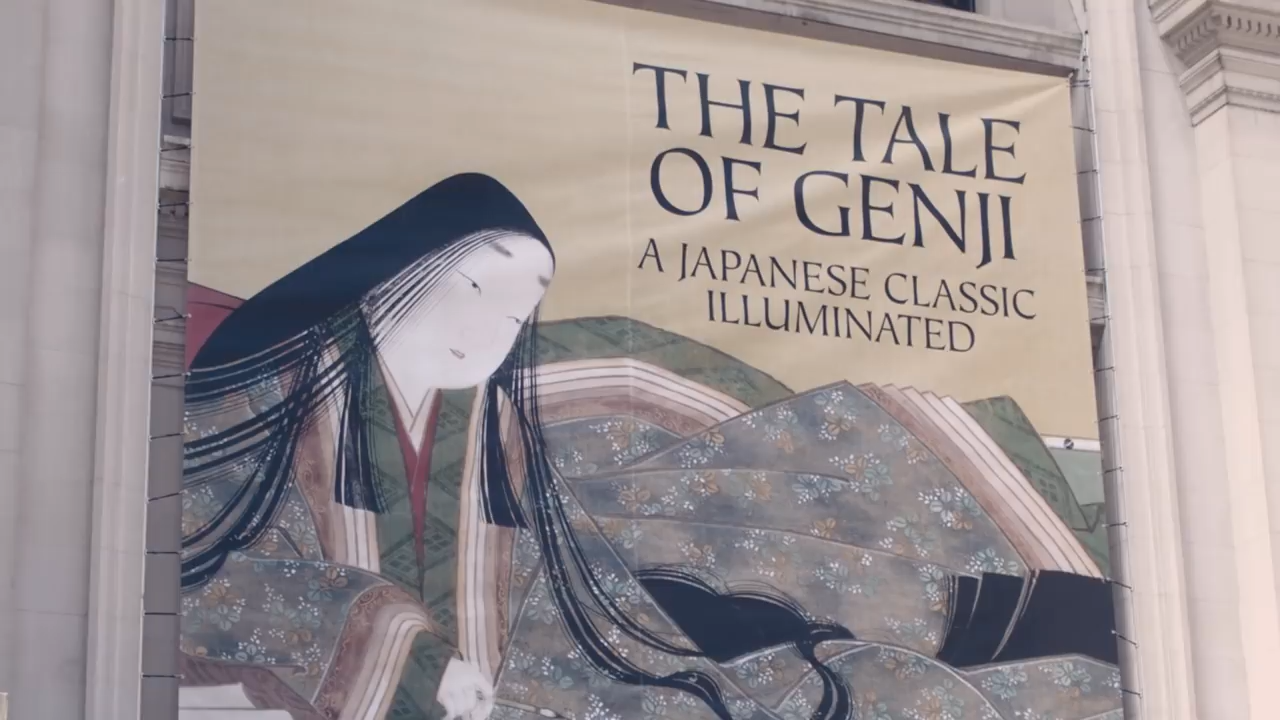 THE TALE
OF GENJI
A JAPANESE CLASSIC
ILLUMINATED